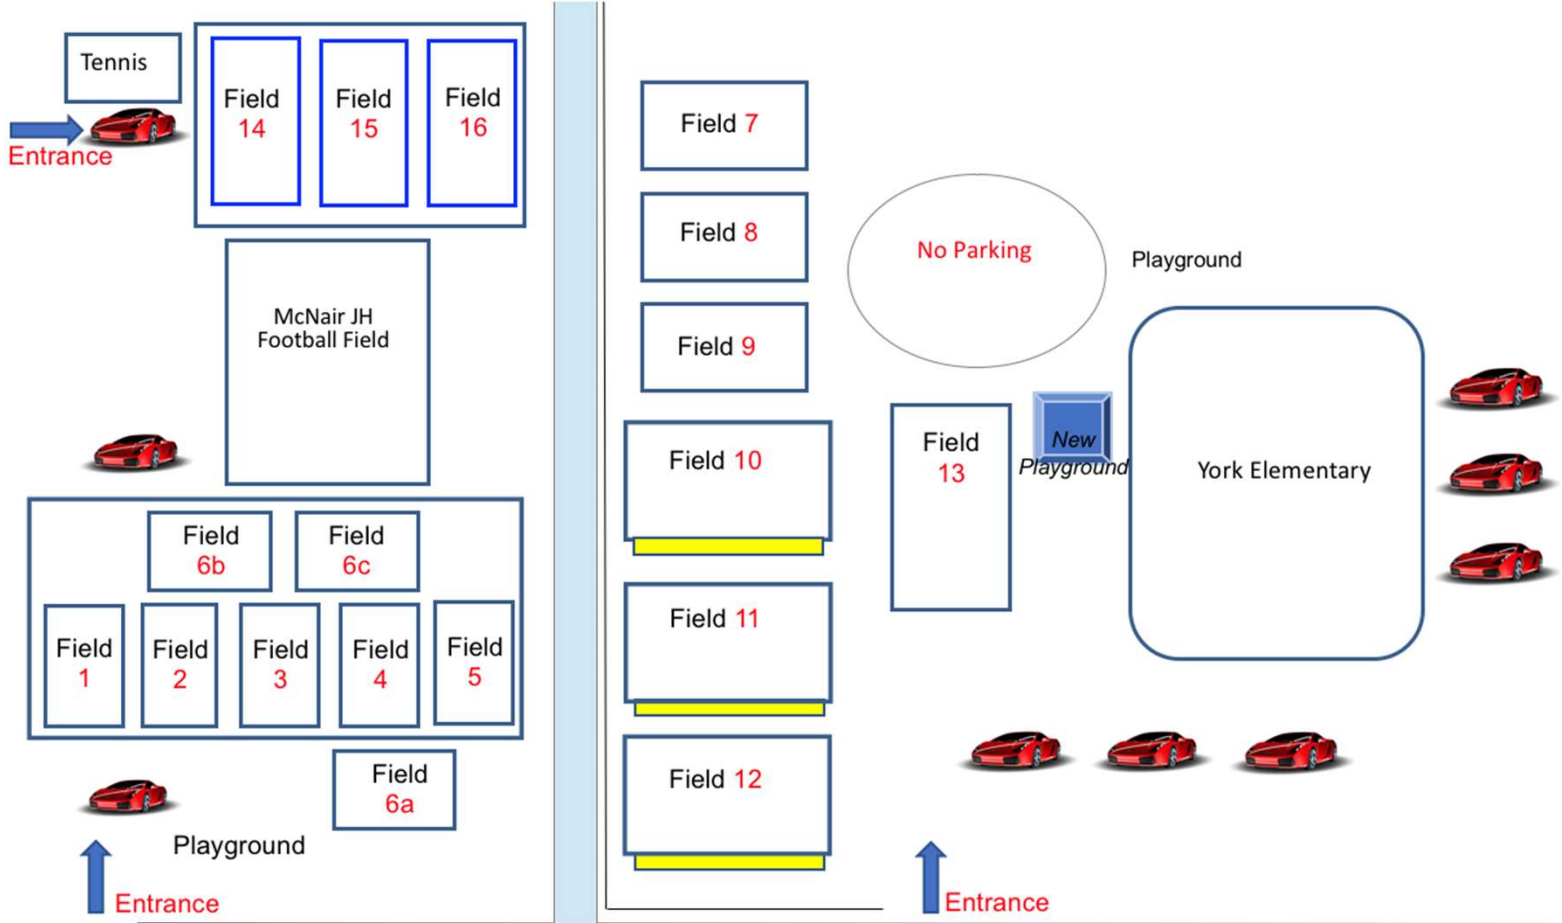 Tennis
Entrance
Field
14
Field
15
Field
16
McNair JH
Football Field
Field
6b
Field
6c
Field
1
Field
2
Field
3
Field
4
Field
5
Field
6a
Playground
Entrance
Field 7
Field 8
Field 9
Field 10
Field 11
Field 12
No Parking
Playground
Field
13
New
Playground
York Elementary
Entrance